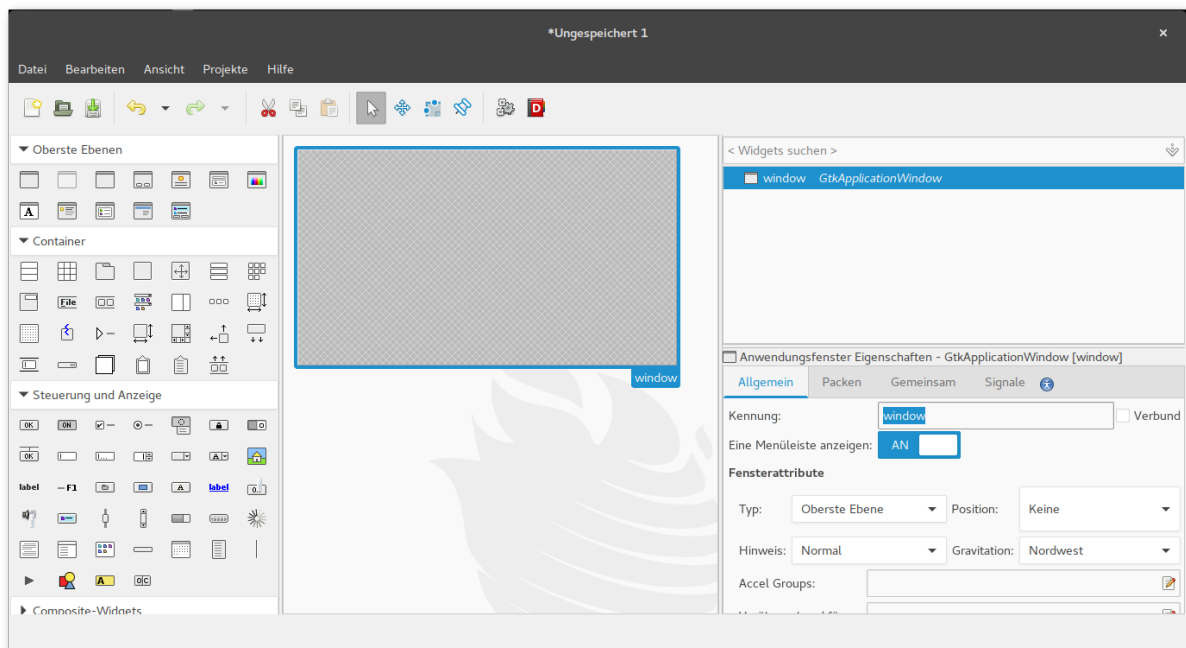 *Ungespeichert 1
Datei Bearbeiten Ansicht Projekte Hilfe
Oberste Ebenen
Container
File
Steuerung und Anzeige
OK ON
OK
label F1 A label 0..
A
Composite-Widgets
window
< Widgets suchen >
window GtkApplicationWindow
Anwendungsfenster Eigenschaften - GtkApplicationWindow [window]
Allgemein Packen Gemeinsam Signale
Kennung: window Verbund
Eine Menüleiste anzeigen: AN
Fensterattribute
Typ: Oberste Ebene Position: Keine
Hinweis: Normal Gravitation: Nordwest
Accel Groups: